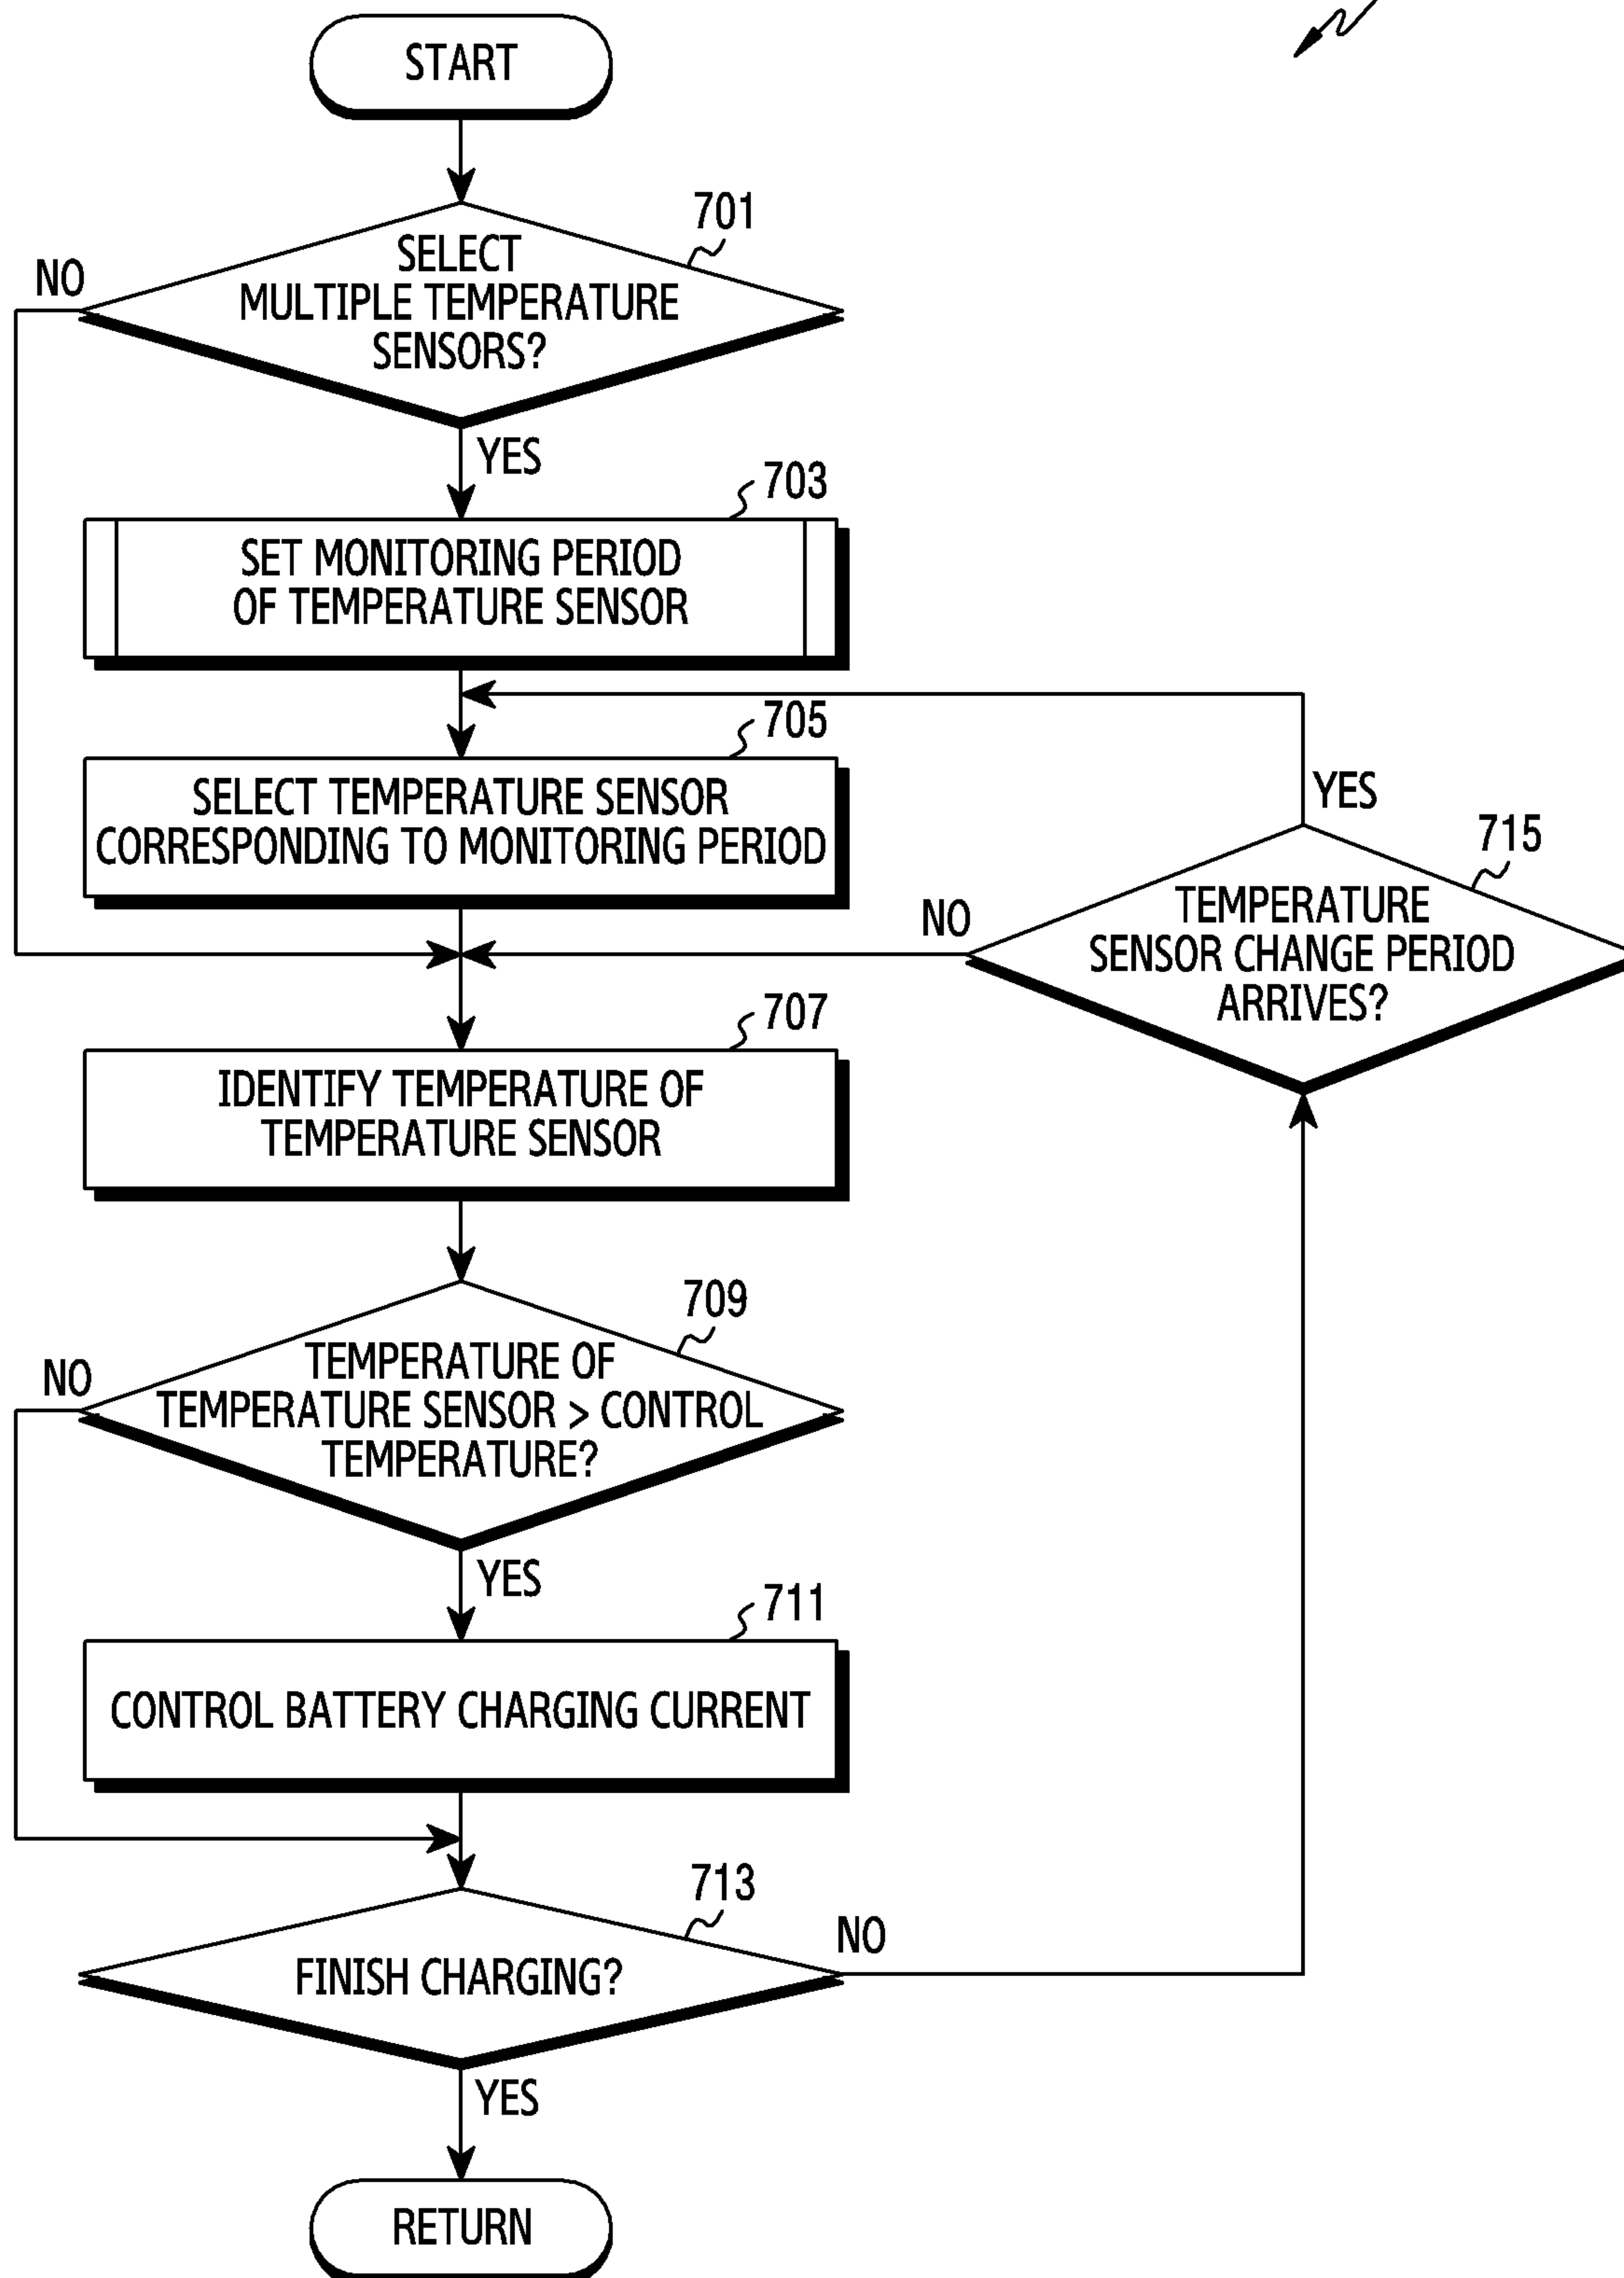 START
701
SELECT
MULTIPLE TEMPERATURE
SENSORS?
NO
YES
703
SET MONITORING PERIOD
OF TEMPERATURE SENSOR
705
SELECT TEMPERATURE SENSOR
CORRESPONDING TO MONITORING PERIOD
YES
715
TEMPERATURE
SENSOR CHANGE PERIOD
ARRIVES?
NO
707
IDENTIFY TEMPERATURE OF
TEMPERATURE SENSOR
709
TEMPERATURE OF
TEMPERATURE SENSOR > CONTROL
TEMPERATURE?
NO
YES
711
CONTROL BATTERY CHARGING CURRENT
713
FINISH CHARGING?
NO
YES
RETURN